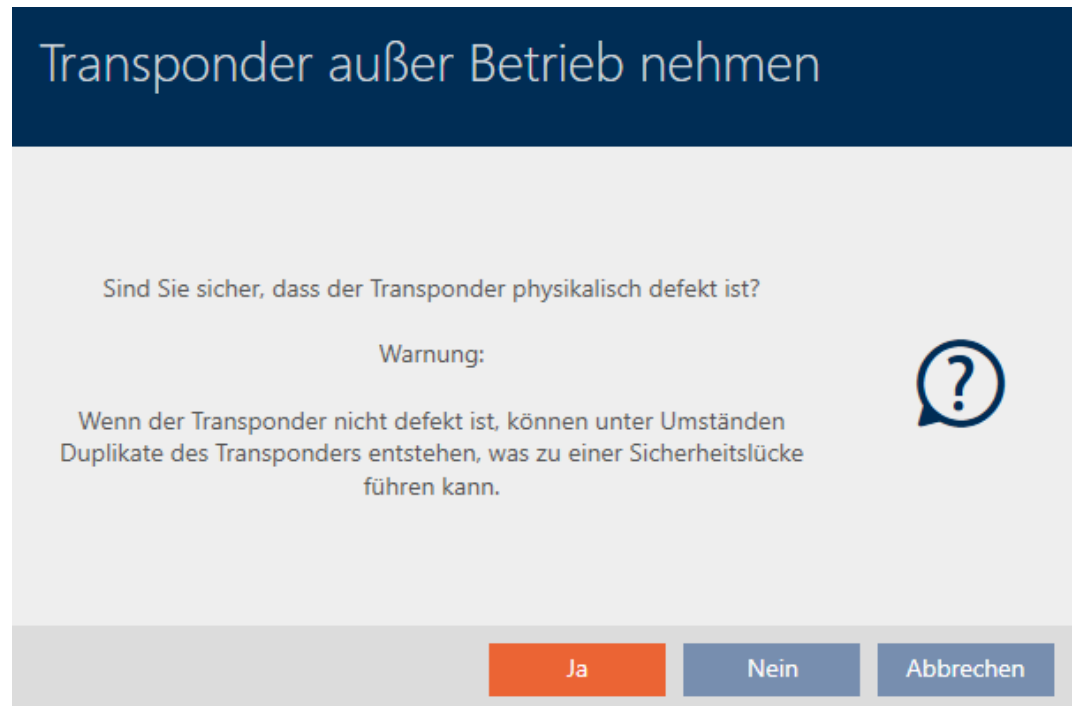 Transponder außer Betrieb nehmen
Sind Sie sicher, dass der Transponder physikalisch defekt ist?
Warnung:
Wenn der Transponder nicht defekt ist, können unter Umständen
Duplikate des Transponders entstehen, was zu einer Sicherheitslücke
führen kann.
?
Ja
Nein
Abbrechen